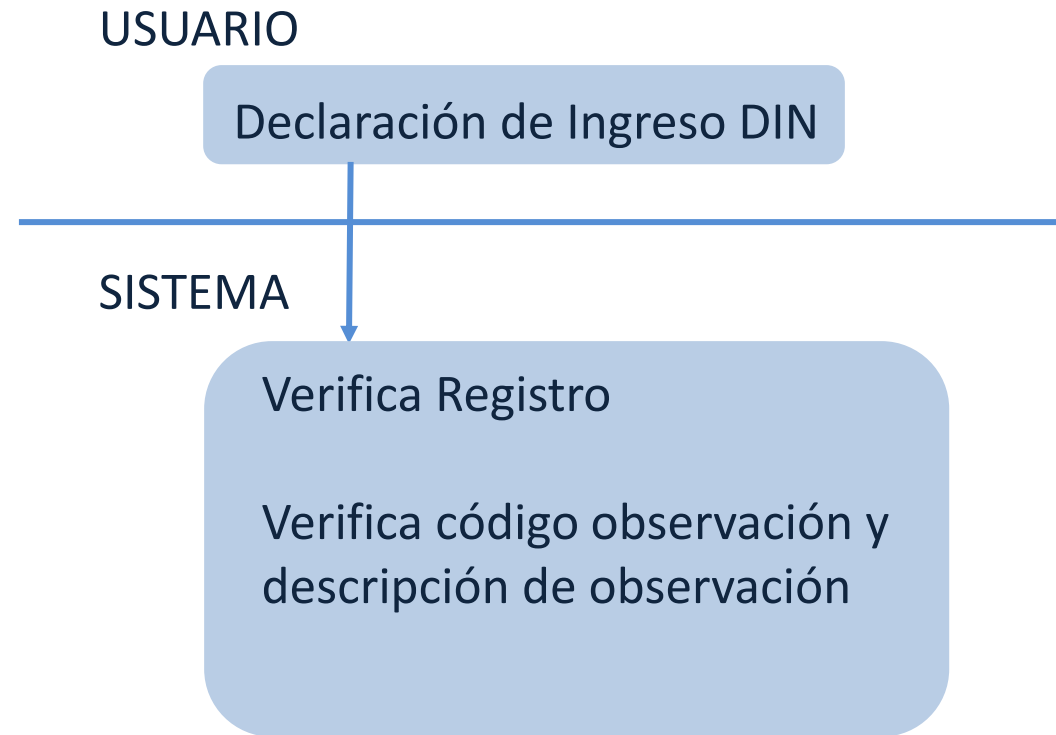 USUARIO
Declaración de Ingreso DIN
SISTEMA
Verifica Registro
Verifica código observación y
descripción de observación